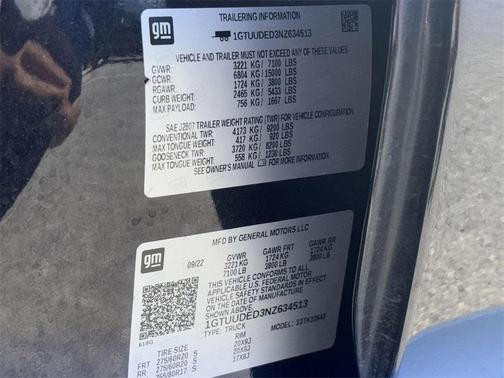 gm
TRAILERING INFORMATION
1GTUUDED3NZ634513
VEHICLE AND TRAILER MUST NOT EXCEED ANY OF THESE VALUES
GVWR: 3221 KG/ 7100 LBS
GCWR: 6804 KG/ 15000 LBS
RGAWR: 1724 KG/ 3800 LBS
CURB WEIGHT: 2465 KG/ 5433 LBS
MAX PAYLOAD: 756 KG/ 1667 LBS
SAE J2807 TRAILER WEIGHT RATING (TWR) FOR VEHICLE CONFIGURATION
CONVENTIONAL TWR: 4173 KG/ 9200 LBS
MAX TONGUE WEIGHT: 417 KG/ 920 LBS
GOOSENECK TWR: 3720 KG/ 8200 LBS
MAX TONGUE WEIGHT: 558 KG/ 1230 LBS
SEE OWNER'S MANUAL FOR MORE INFORMATION
gm
MFD BY GENERAL MOTORS LLC
09/22 GVWR GAWR FRT GAWR RR
3221 KG 1724 KG 1724 KG
7100 LB 3800 LB 3800 LB
THIS VEHICLE CONFORMS TO ALL
APPLICABLE U.S. FEDERAL MOTOR
VEHICLE SAFETY STANDARDS IN
EFFECT ON THE DATE OF MANUFACTURE
SHOWN ABOVE.
1GTUUDED3NZ634513
TYPE: TRUCK
TIRE SIZE RIM
FRT 275/60R20 S 20X9J
RR 275/60R20 S 20X9J
255/80R17 S 17X8J